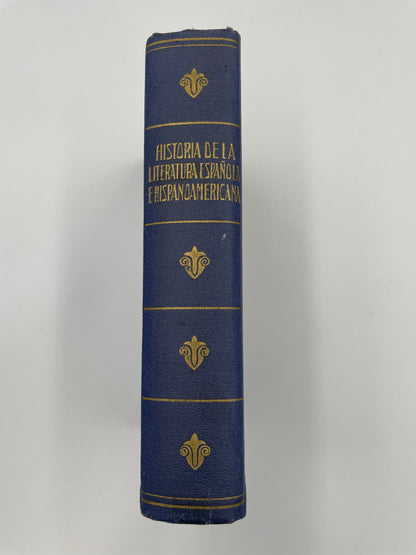 HISTORIA DE LA
LITERATURA ESPAÑOLA
E HISPANOAMERICANA